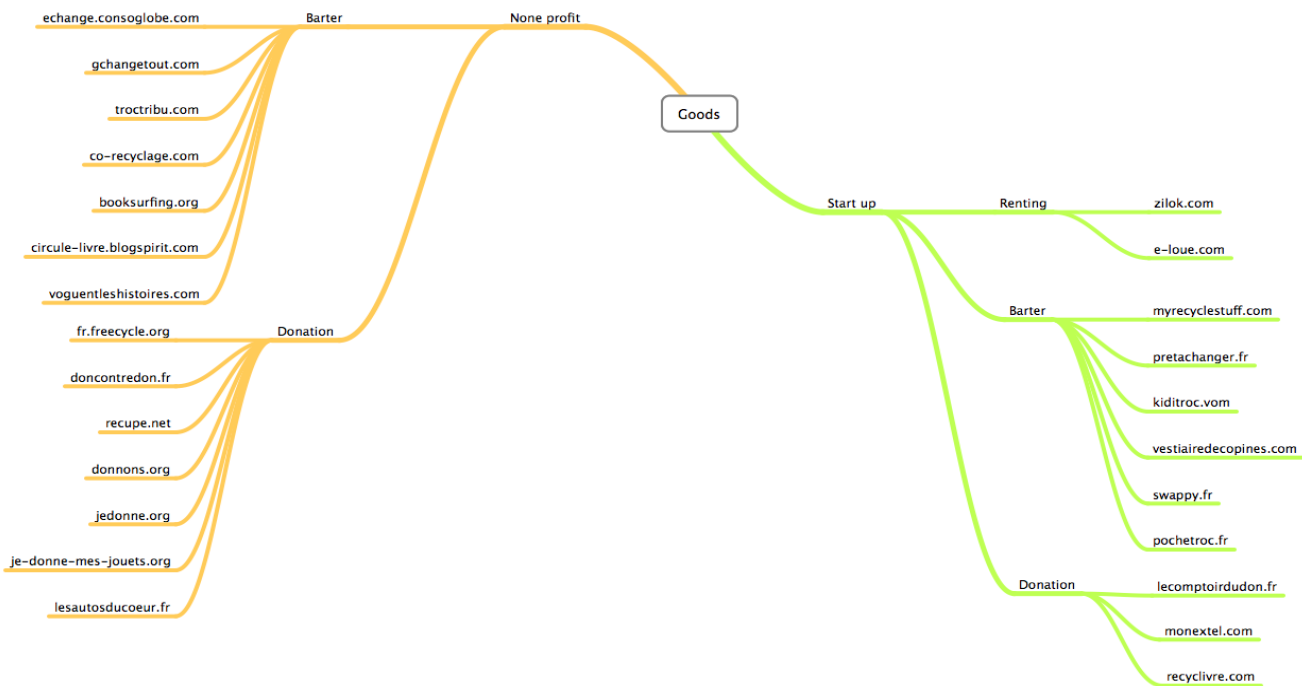 Goods
None profit
Barter
echange.consoglobe.com
gchangetout.com
troctribu.com
co-recyclage.com
booksurfing.org
circule-livre.blogspirit.com
voguentleshistoires.com
Donation
fr.freecycle.org
doncontredon.fr
recupe.net
donnons.org
jedonne.org
je-donne-mes-jouets.org
lesautosducoeur.fr
Start up
Renting
zilok.com
e-loue.com
Barter
myrecyclestuff.com
pretachanger.fr
kiditroc.vom
vestiairedecopines.com
swappy.fr
pochetroc.fr
Donation
lecomptoirdudon.fr
monextel.com
recyclivre.com